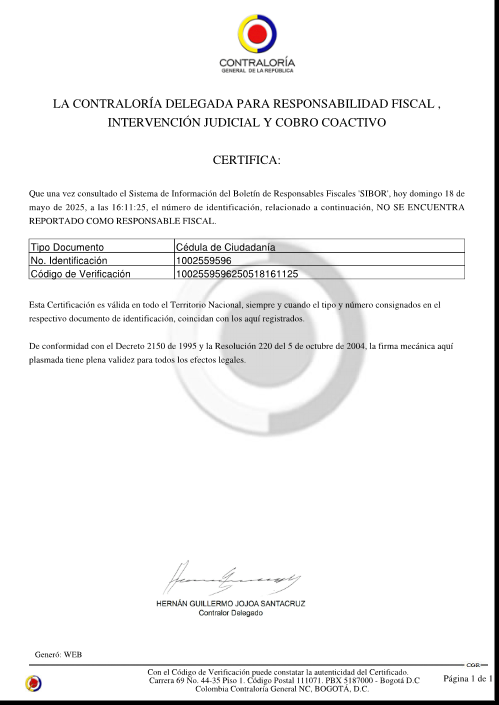 CONTRALORÍA
GENERAL DE LA REPÚBLICA
LA CONTRALORÍA DELEGADA PARA RESPONSABILIDAD FISCAL ,
INTERVENCIÓN JUDICIAL Y COBRO COACTIVO
CERTIFICA:
Que una vez consultado el Sistema de Información del Boletín de Responsables Fiscales 'SIBOR', hoy domingo 18 de
mayo de 2025, a las 16:11:25, el número de identificación, relacionado a continuación, NO SE ENCUENTRA
REPORTADO COMO RESPONSABLE FISCAL.
Tipo Documento Cédula de Ciudadanía
No. Identificación 1002559596
Código de Verificación 1002559596250518161125
Esta Certificación es válida en todo el Territorio Nacional, siempre y cuando el tipo y número consignados en el
respectivo documento de identificación, coincidan con los aquí registrados.
De conformidad con el Decreto 2150 de 1995 y la Resolución 220 del 5 de octubre de 2004, la firma mecánica aquí
plasmada tiene plena validez para todos los efectos legales.
HERNÁN GUILLERMO JOJOA SANTACRUZ
Contralor Delegado
Generó: WEB
CGR
Con el Código de Verificación puede constatar la autenticidad del Certificado.
Carrera 69 No. 44-35 Piso 1. Código Postal 111071. PBX 5187000 - Bogotá D.C
Colombia Contraloría General NC, BOGOTÁ, D.C.
Página 1 de 1